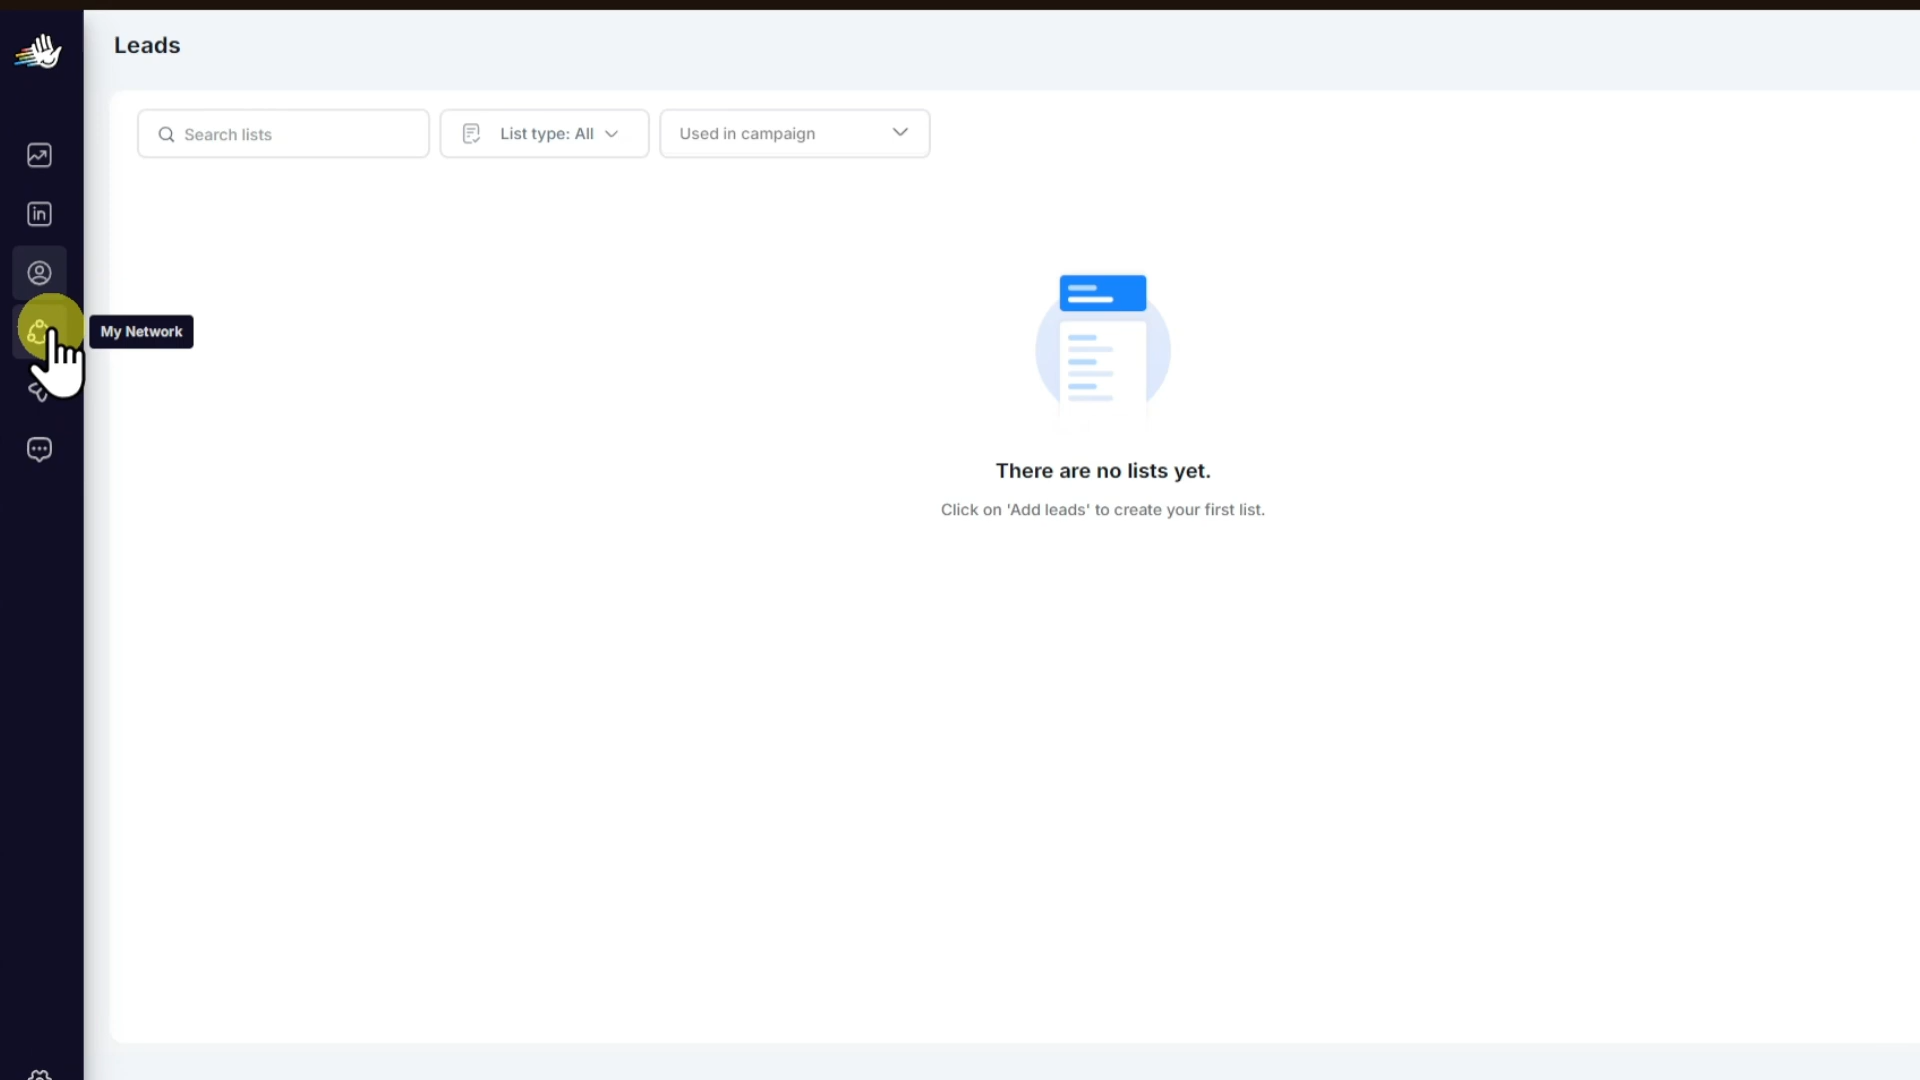 Leads
Search lists
List type: All
Used in campaign
in
My Network
There are no lists yet.
Click on 'Add leads' to create your first list.